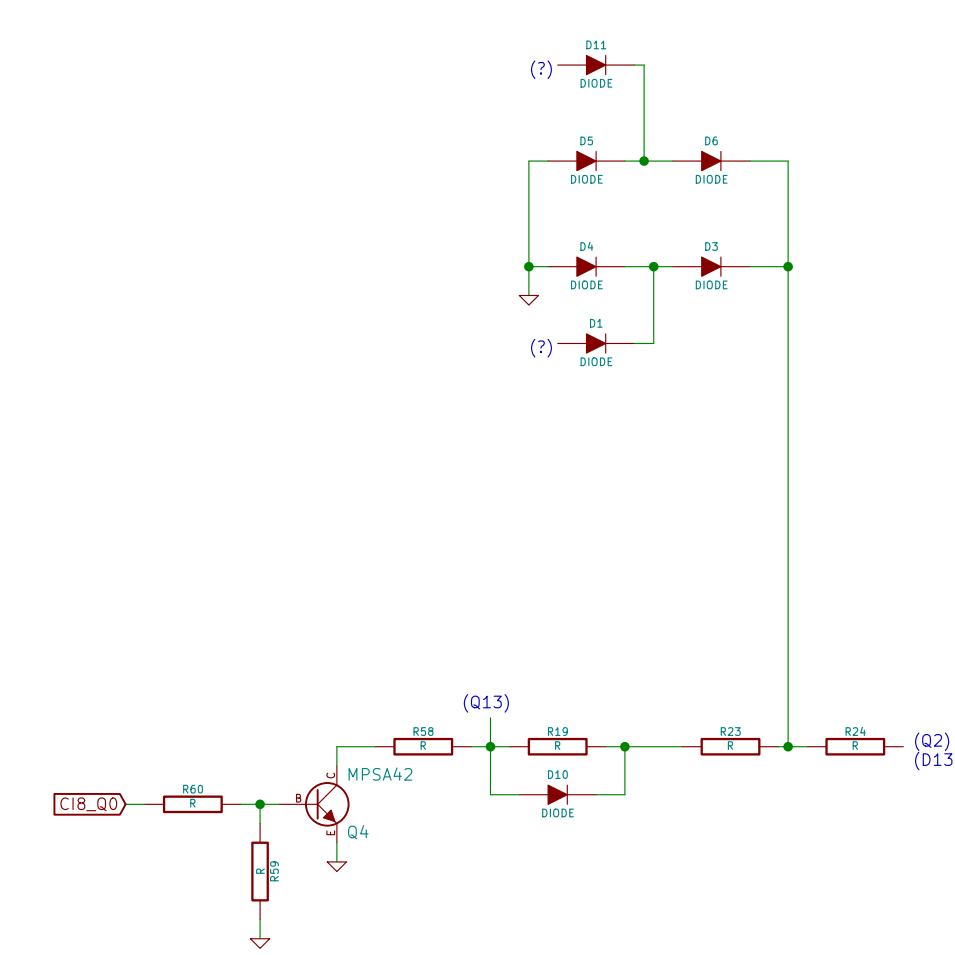 D11
(?)
DIODE
D5
D6
DIODE
DIODE
D4
D3
DIODE
DIODE
D1
(?)
DIODE
(Q13)
R58
R
R19
R
R23
R
R24
R
(Q2)
(D13
D10
DIODE
C
MPSA42
R60
R
CI8_Q0
B
E
Q4
R
R59